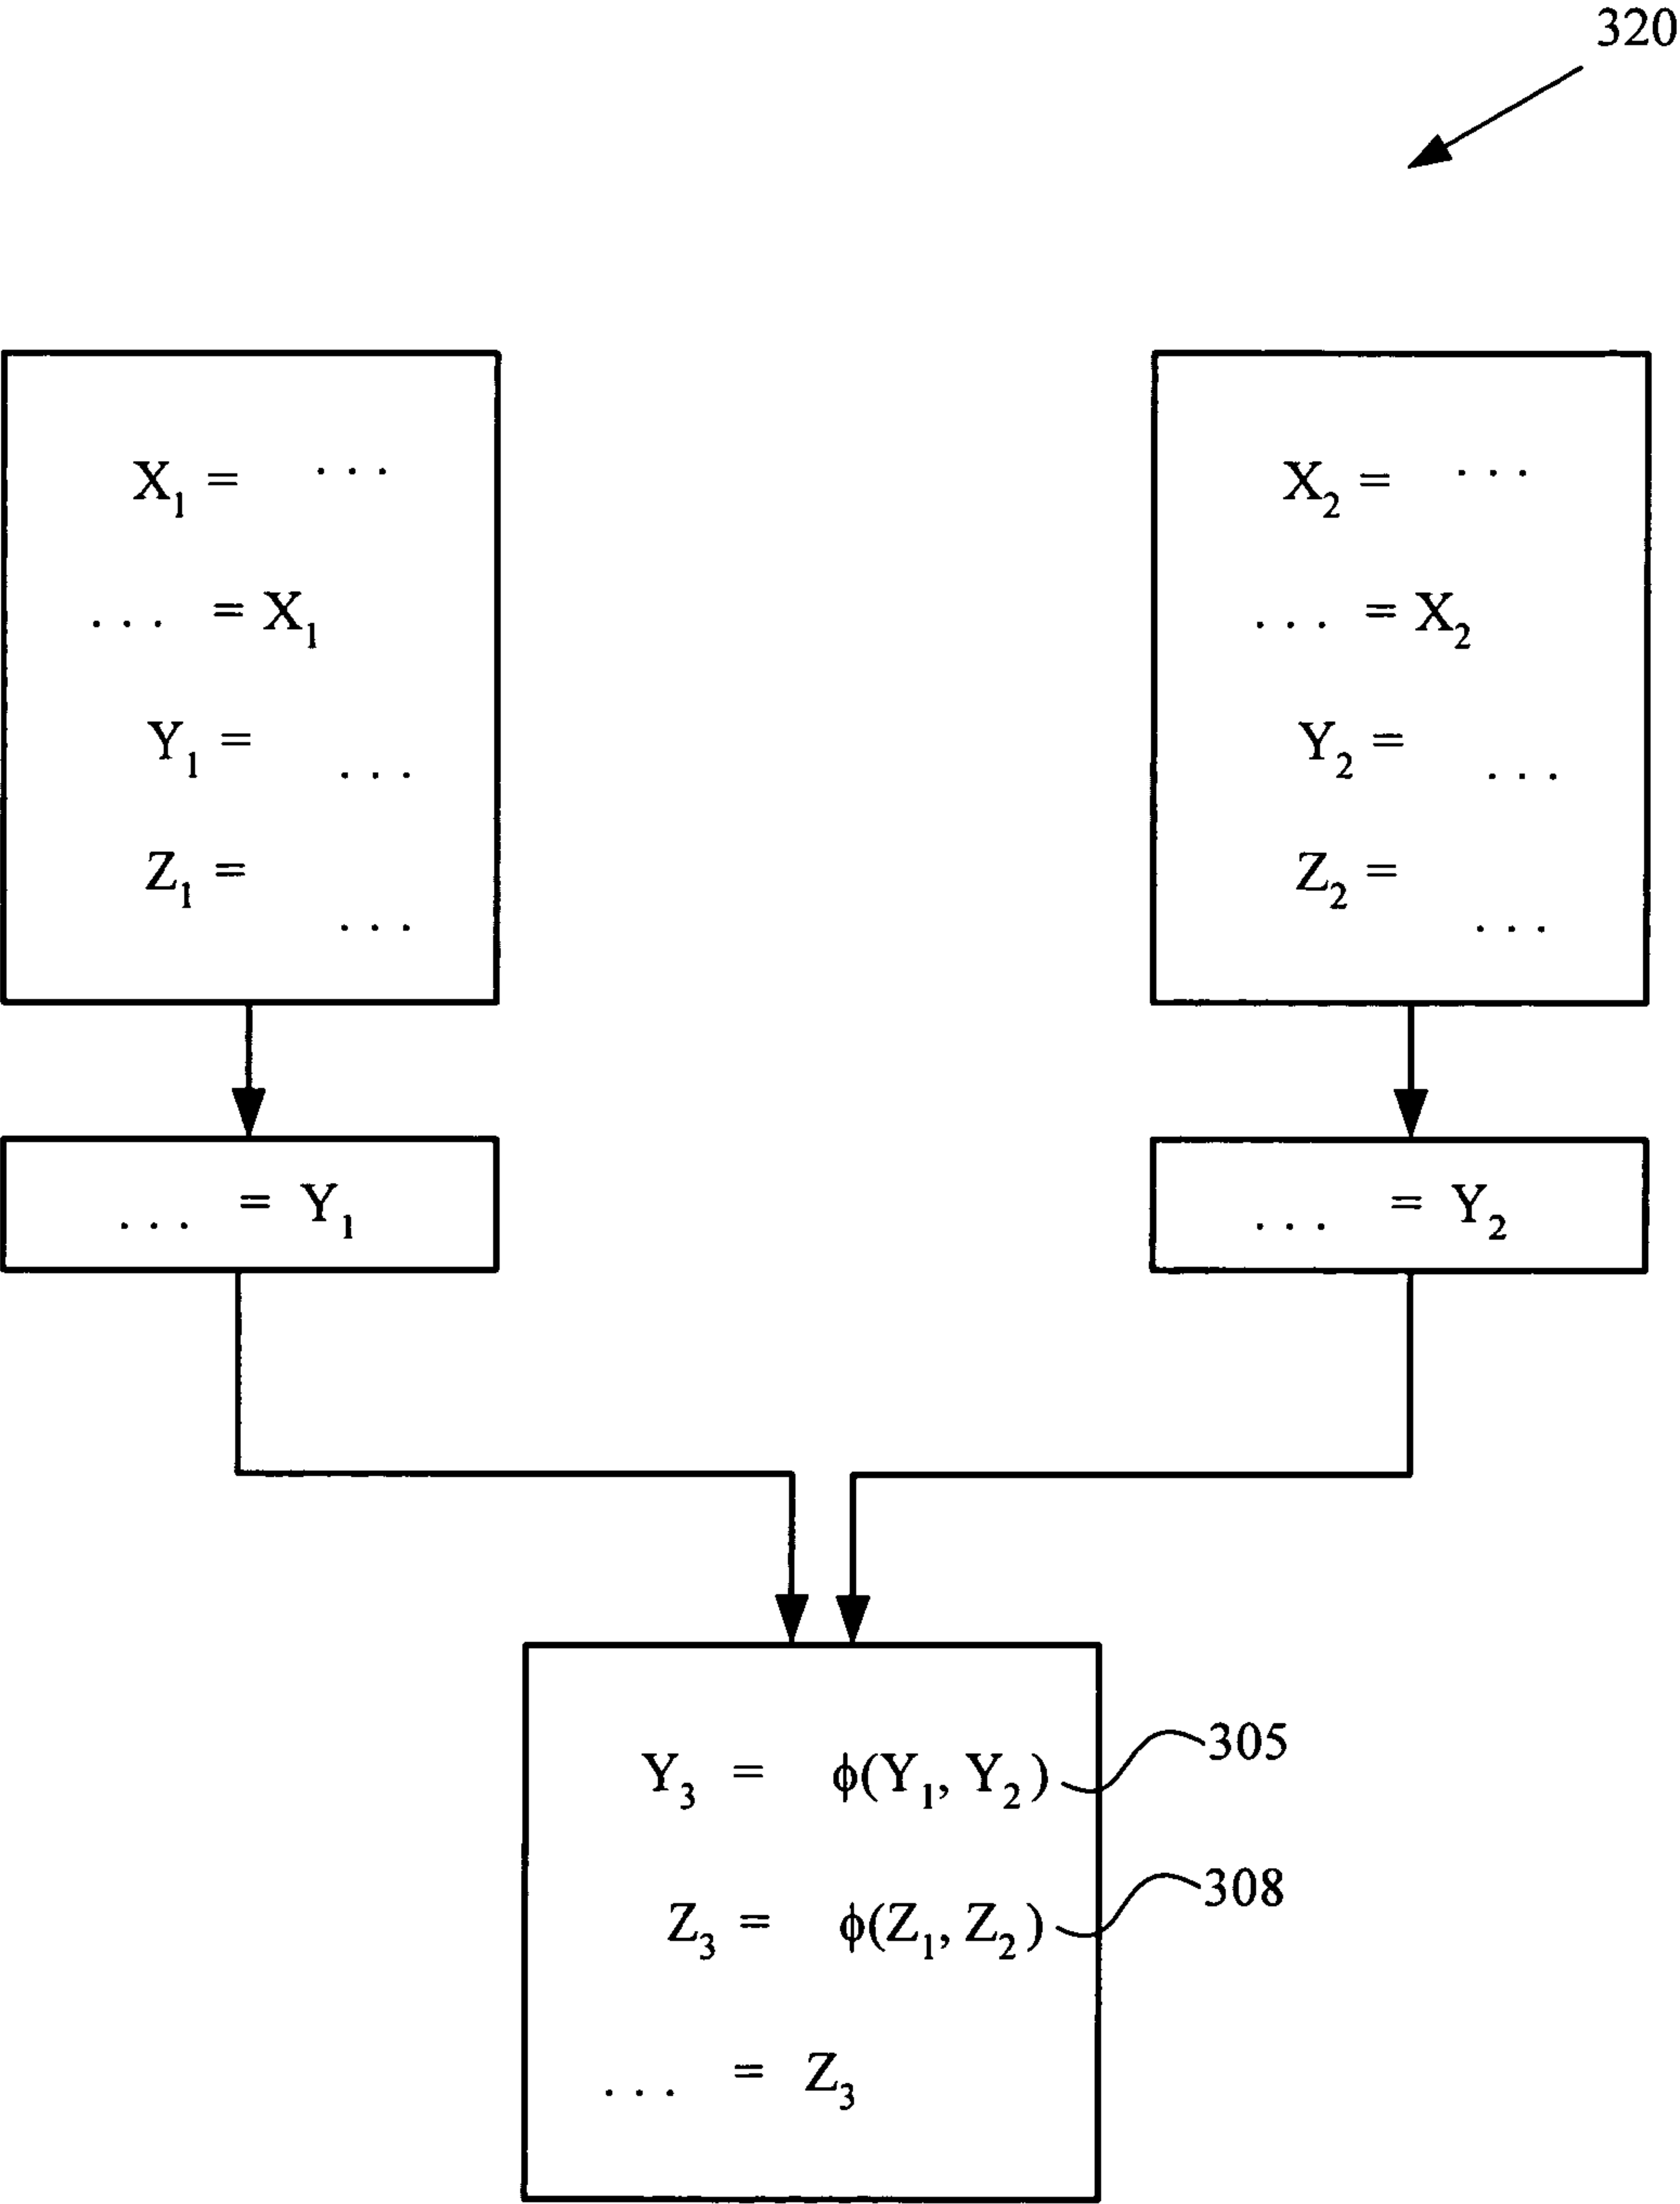 320
X₁ = ...
... = X₁
Y₁ = ...
Z₁ = ...
X₂ = ...
... = X₂
Y₂ = ...
Z₂ = ...
... = Y₁
... = Y₂
Y₃ = ϕ(Y₁, Y₂) 305
Z₃ = ϕ(Z₁, Z₂) 308
... = Z₃